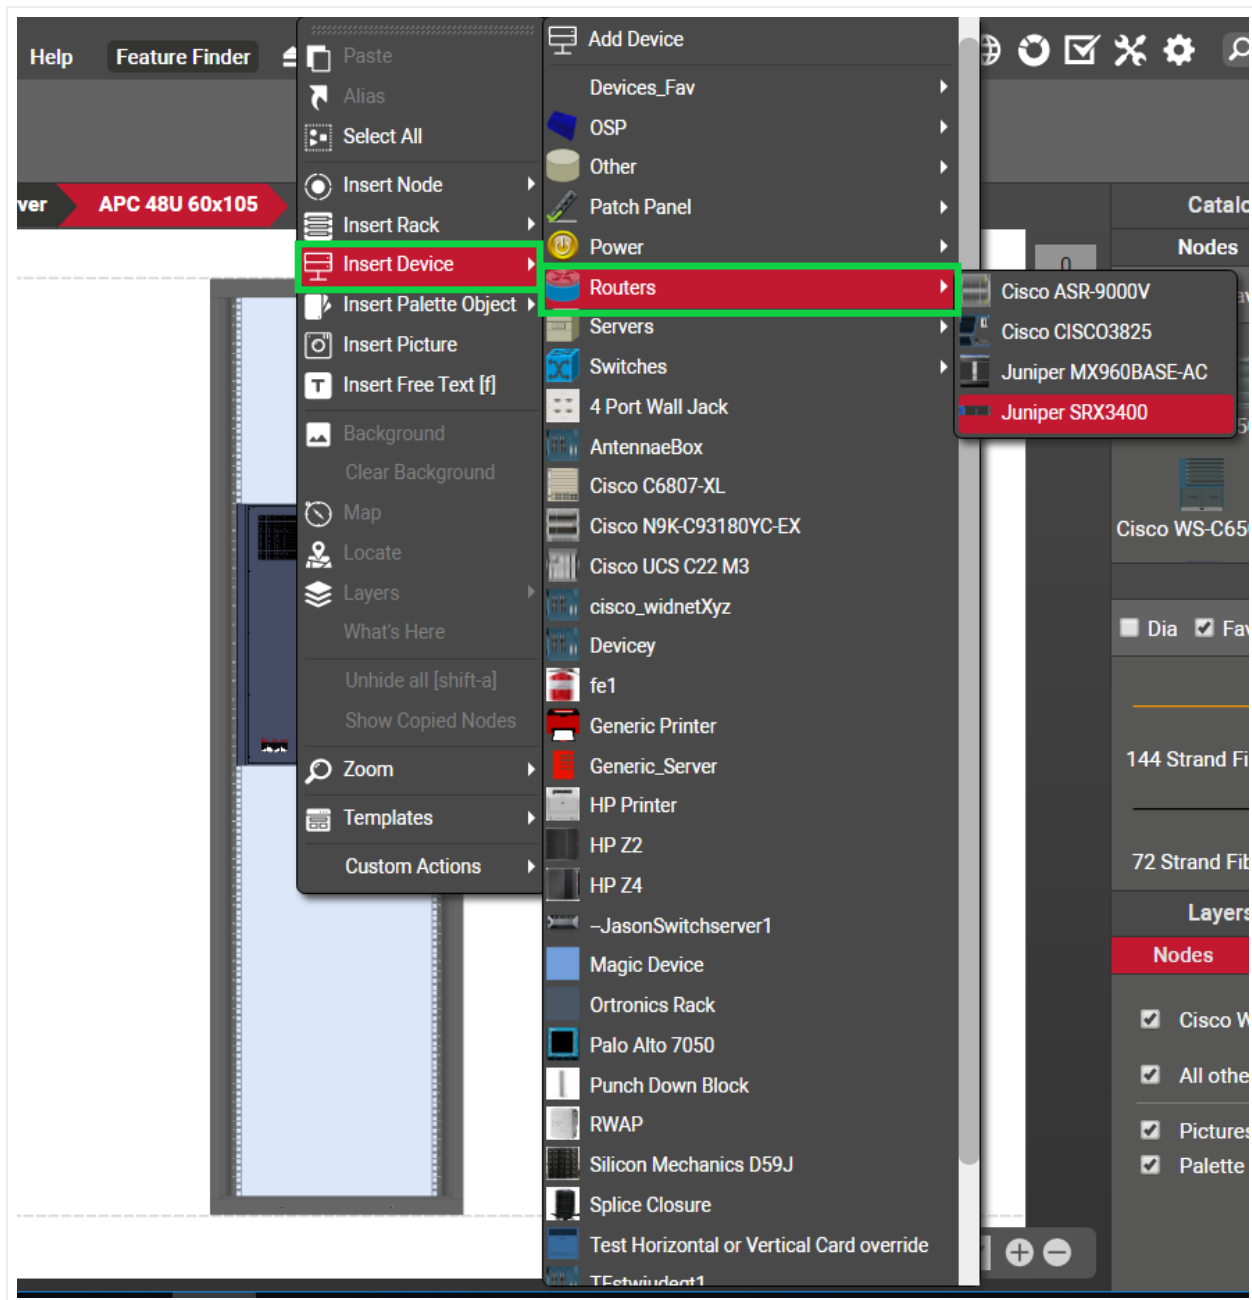 Help
Feature Finder
ver
APC 48U 60x105
Paste
Alias
Select All
Insert Node
Insert Rack
Insert Device
Insert Palette Object
Insert Picture
Insert Free Text [f]
Background
Clear Background
Map
Locate
Layers
What's Here
Unhide all [shift-a]
Show Copied Nodes
Zoom
Templates
Custom Actions
Add Device
Devices_Fav
OSP
Other
Patch Panel
Power
Routers
Servers
Switches
4 Port Wall Jack
AntennaeBox
Cisco C6807-XL
Cisco N9K-C93180YC-EX
Cisco UCS C22 M3
cisco_widnetXyz
Devicey
fe1
Generic Printer
Generic_Server
HP Printer
HP Z2
HP Z4
--JasonSwitchserver1
Magic Device
Ortronics Rack
Palo Alto 7050
Punch Down Block
RWAP
Silicon Mechanics D59J
Splice Closure
Test Horizontal or Vertical Card override
Cisco ASR-9000V
Cisco CISCO3825
Juniper MX960BASE-AC
Juniper SRX3400
0
Catalo
Nodes
Cisco WS-C65
Dia
Fav
144 Strand Fi
72 Strand Fib
Layers
Nodes
Cisco W
All othe
Pictures
Palette